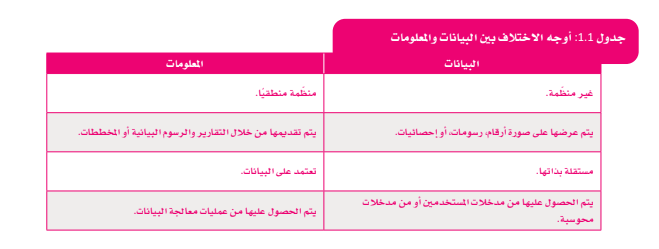 جدول 1.1: أوجه الاختلاف بين البيانات والمعلومات
البيانات
المعلومات
غير منظّمة.
منظّمة منطقيًا.
يتم عرضها على صورة أرقام، رسومات، أو إحصائيات.
يتم تقديمها من خلال التقارير والرسوم البيانية أو المخططات.
مستقلة بذاتها.
تعتمد على البيانات.
يتم الحصول عليها من مدخلات المستخدمين أو من مدخلات
محوسبة.
يتم الحصول عليها من عمليات معالجة البيانات.